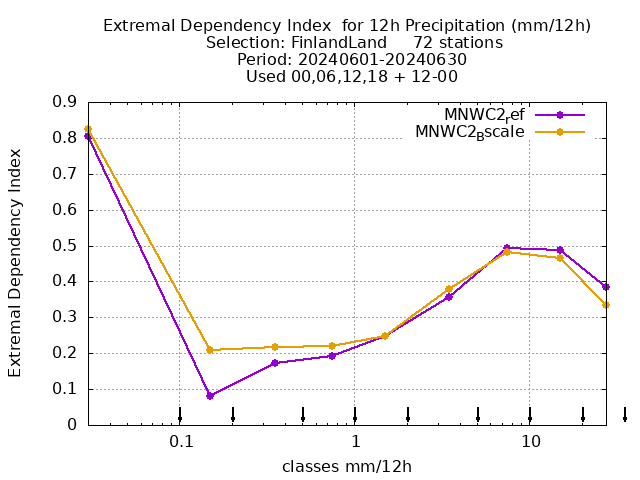 Extremal Dependency Index  for 12h Precipitation (mm/12h)
Selection: FinlandLand     72 stations
Period: 20240601-20240630
Used 00,06,12,18 + 12-00
MNWC2ref
MNWC2Bscale
Extremal Dependency Index
0.9
0.8
0.7
0.6
0.5
0.4
0.3
0.2
0.1
0
0.1 1 10
classes mm/12h